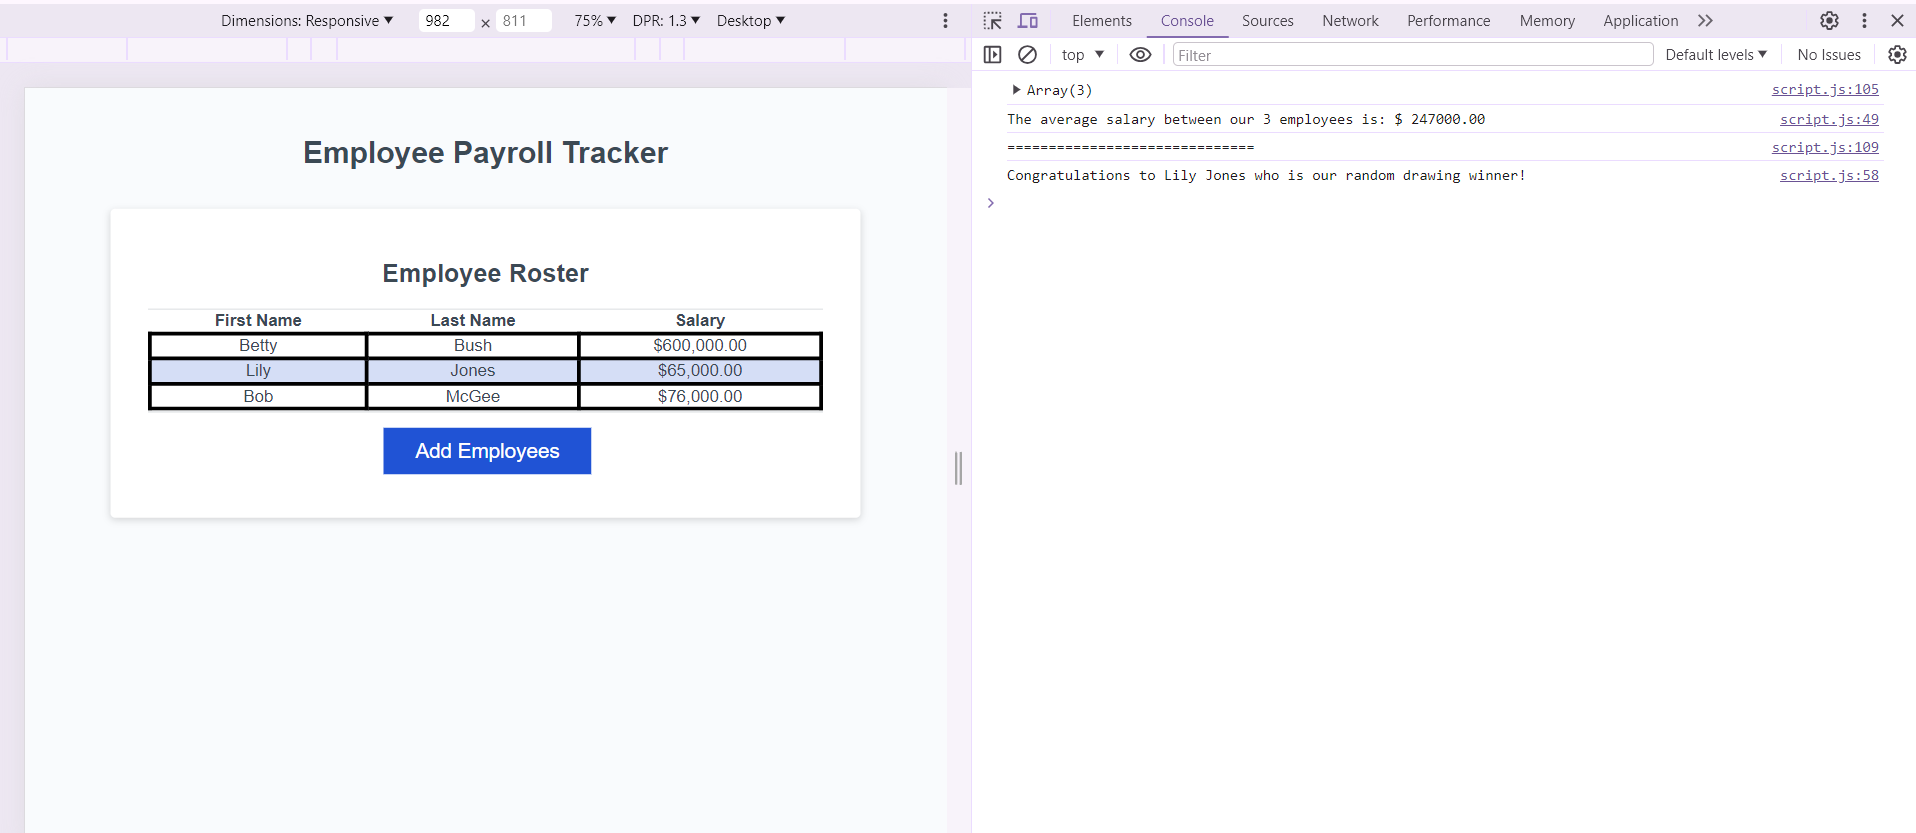 Dimensions: Responsive ▼ 982 × 811 75% ▼ DPR: 1.3 ▼ Desktop ▼
Elements Console Sources Network Performance Memory Application
top ▼ Filter Default levels ▼ No Issues
Employee Payroll Tracker
Employee Roster
First Name Last Name Salary
Betty Bush $600,000.00
Lily Jones $65,000.00
Bob McGee $76,000.00
Add Employees
▶ Array(3) script.js:105
The average salary between our 3 employees is: $ 247000.00 script.js:49
============================== script.js:109
Congratulations to Lily Jones who is our random drawing winner! script.js:58